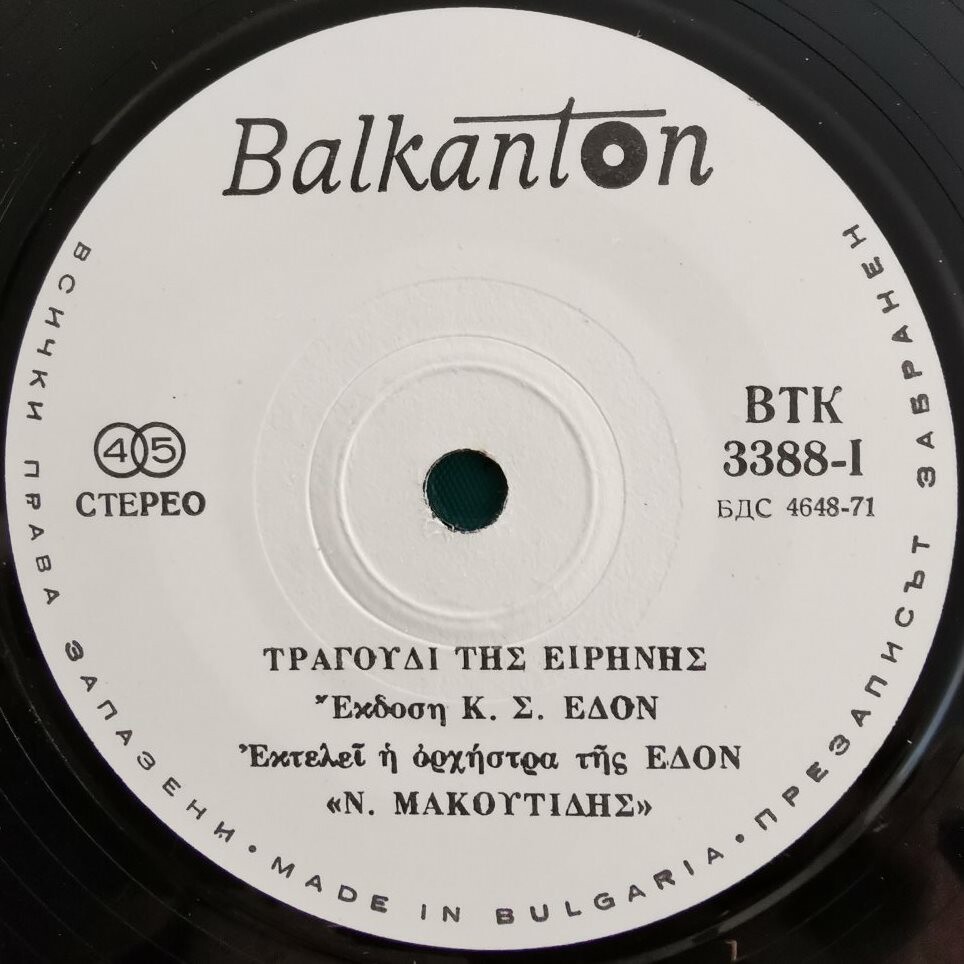 Balkanton
ВСИЧКИ ПРАВА ЗАПАЗЕНИ • MADE IN BULGARIA • ПРЕЗАПИСЪТ ЗАБРАНЕН
45
СТЕРЕО
ВТК
3388-I
БДС 4648-71
ΤΡΑΓΟΥΔΙ ΤΗΣ ΕΙΡΗΝΗΣ
Ἔκδοση Κ. Σ. ΕΔΟΝ
Ἐκτελεῖ ἡ ὀρχήστρα τῆς ΕΔΟΝ
«Ν. ΜΑΚΟΥΤΙΔΗΣ»